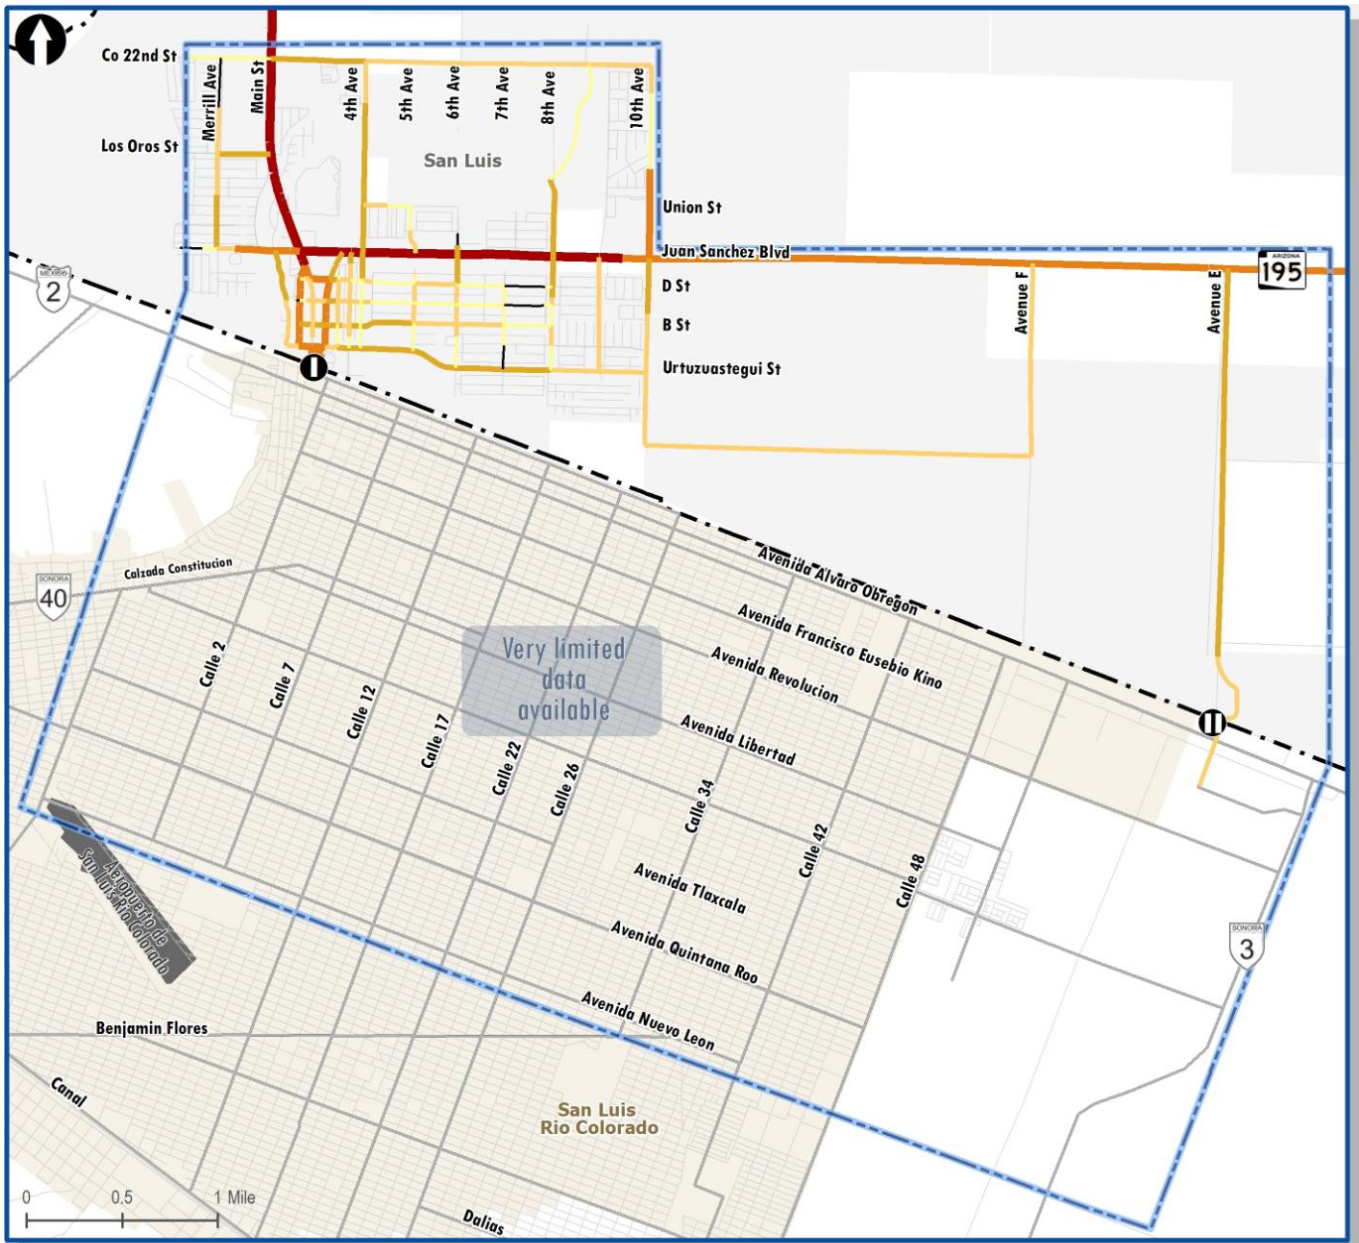 Co 22nd St
Merrill Ave
Main St
4th Ave
5th Ave
6th Ave
7th Ave
8th Ave
10th Ave
Los Oros St
San Luis
Union St
Juan Sanchez Blvd
ARIZONA
195
MEXICO
2
D St
Avenue F
Avenue E
B St
Urtuzuastegui St
I
Avenida Alvaro Obregon
Calzada Constitucion
SONORA
40
Avenida Francisco Eusebio Kino
Very limited
data
available
Avenida Revolucion
Calle 2
Calle 7
Calle 12
Calle 17
Calle 22
Calle 26
Avenida Libertad
II
Calle 34
Calle 42
Calle 48
Aeropuerto de
San Luis Rio Colorado
Avenida Tlaxcala
Avenida Quintana Roo
SONORA
3
Avenida Nuevo Leon
Benjamin Flores
Canal
San Luis
Rio Colorado
0 0.5 1 Mile
Dalias